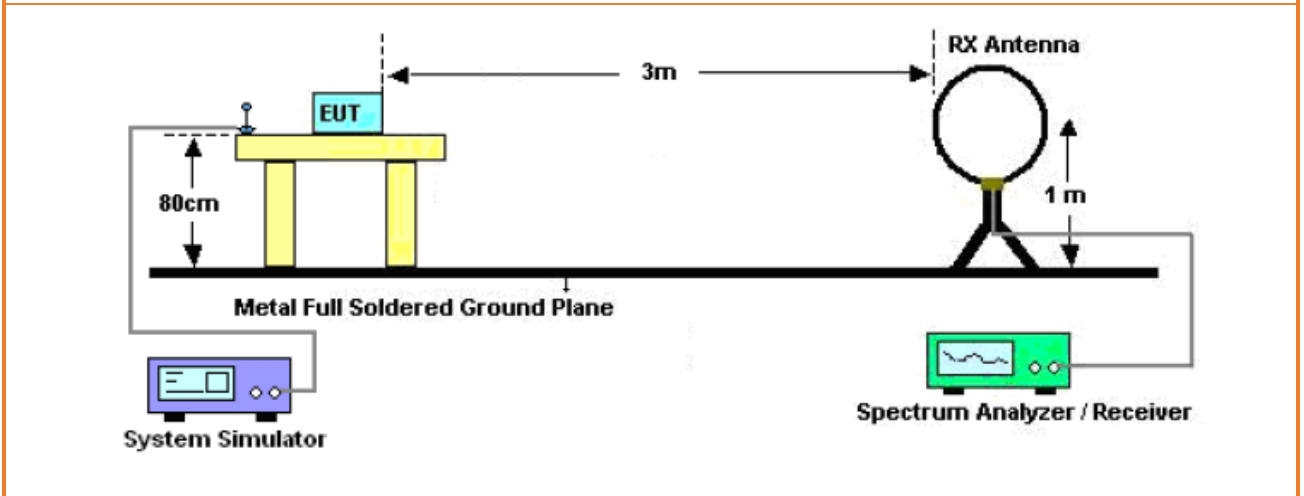 RX Antenna
3m
EUT
80cm
1 m
Metal Full Soldered Ground Plane
System Simulator
Spectrum Analyzer / Receiver